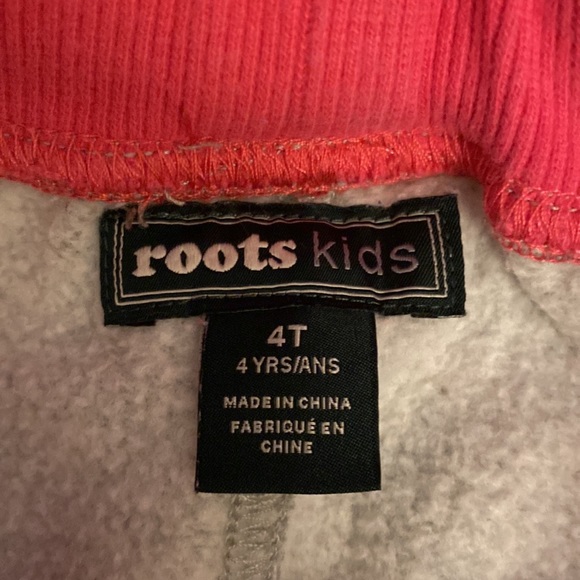 roots kids
4T
4 YRS/ANS
MADE IN CHINA
FABRIQUÉ EN
CHINE